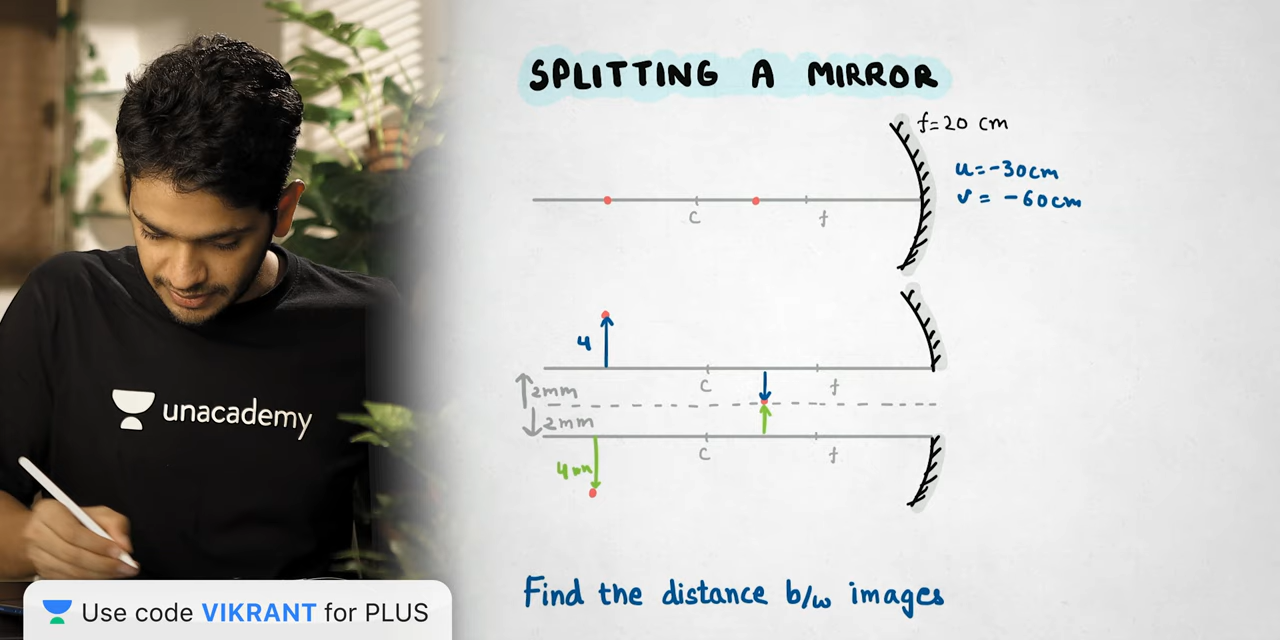 SPLITTING A MIRROR
f=20 cm
u=-30cm
v= -60cm
C f
4
C f
2mm
2mm
C f
4mm
unacademy
Find the distance b/w images
Use code VIKRANT for PLUS